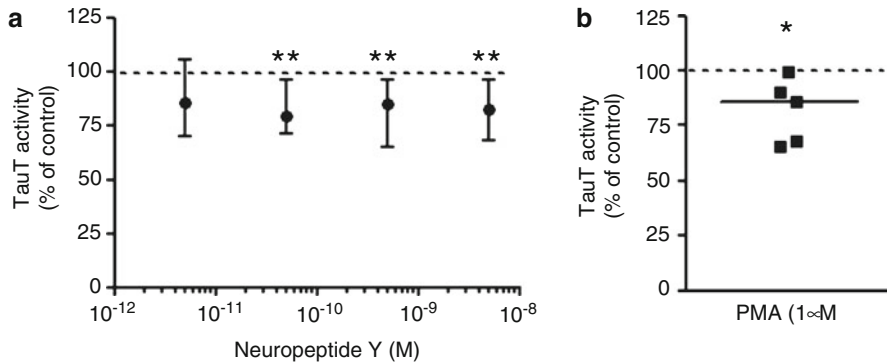 a
125
100
75
50
25
0
TauT activity
(% of control)
** ** **
10-12 10-11 10-10 10-9 10-8
Neuropeptide Y (M)
b
125
100
75
50
25
0
TauT activity
(% of control)
*
PMA (1∝M